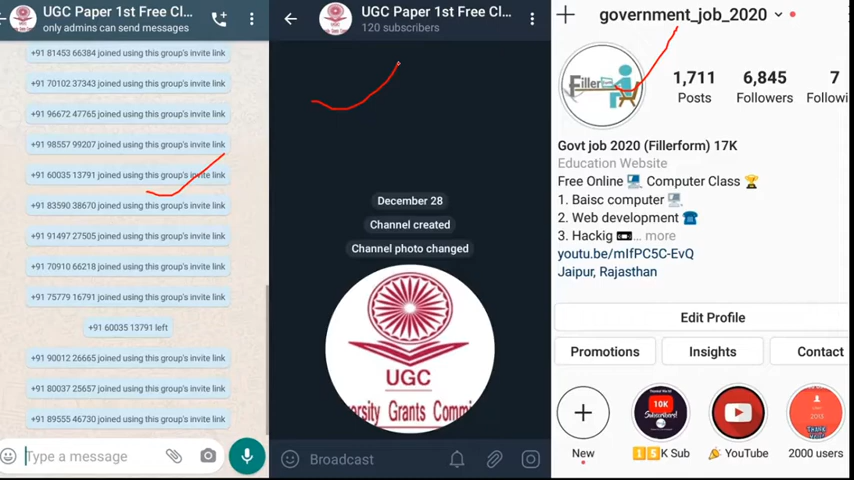 UGC Paper 1st Free Cl...
only admins can send messages
+91 81453 66384 joined using this group's invite link
+91 70102 37343 joined using this group's invite link
+91 96672 47765 joined using this group's invite link
+91 98557 99207 joined using this group's invite link
+91 60035 13791 joined using this group's invite link
+91 83590 38670 joined using this group's invite link
+91 91497 27505 joined using this group's invite link
+91 70910 66218 joined using this group's invite link
+91 75779 16791 joined using this group's invite link
+91 60035 13791 left
+91 90012 26665 joined using this group's invite link
+91 80037 25657 joined using this group's invite link
+91 89555 46730 joined using this group's invite link
Type a message
UGC Paper 1st Free Cl...
120 subscribers
December 28
Channel created
Channel photo changed
UGC
ersity Grants Commi
Broadcast
government_job_2020
Filler
1,711
Posts
6,845
Followers
7
Followi
Govt job 2020 (Fillerform) 17K
Education Website
Free Online Computer Class
1. Baisc computer
2. Web development
3. Hackig ... more
youtu.be/mIfPC5C-EvQ
Jaipur, Rajasthan
Edit Profile
Promotions
Insights
Contact
10K
Subscribers!
THANK
New
15K Sub
YouTube
2000 users